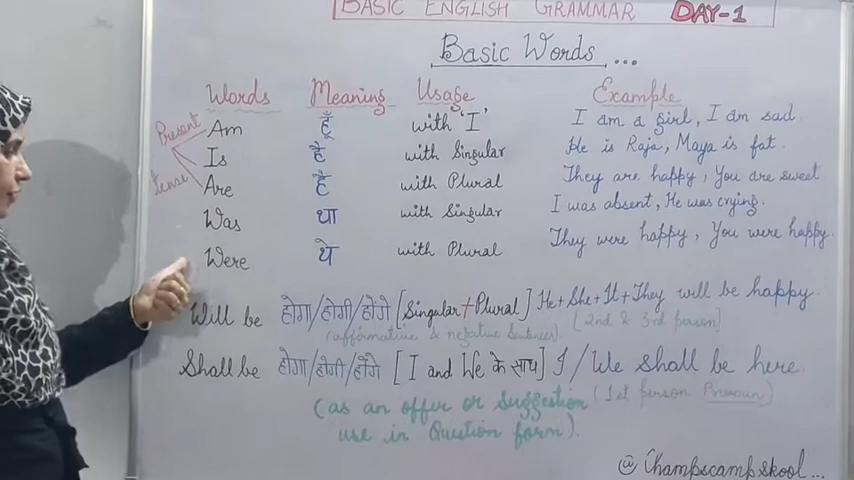 BASIC ENGLISH GRAMMAR DAY-1
Basic Words ...
Words Meaning Usage Example
Present tense
Am हूँ with 'I' I am a girl, I am sad.
Is है with Singular He is Raja, Maya is fat.
Are हैं with Plural They are happy, You are sweet
Was था with Singular I was absent, He was crying.
Were थे with Plural They were happy, You were happy.
Will be होगा/होगी/होंगे [Singular + Plural] He + She + It + They will be happy.
(afformative & negative Sentences). [2nd & 3rd person]
Shall be होगा/होगी/होंगे [I and We के साथ] I/We shall be here.
(1st person Pronoun)
(as an offer or Suggestion
use in Question form).
@ Champscampskool...